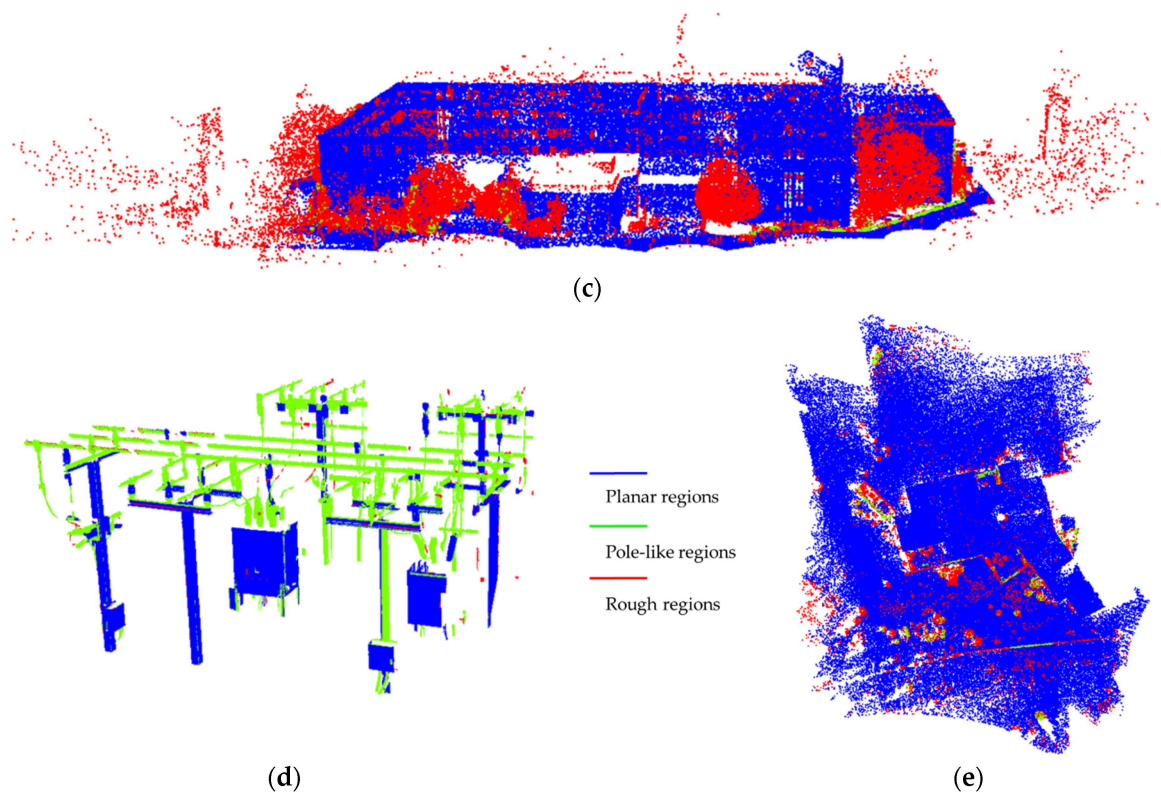 (c)
Planar regions
Pole-like regions
Rough regions
(d)
(e)